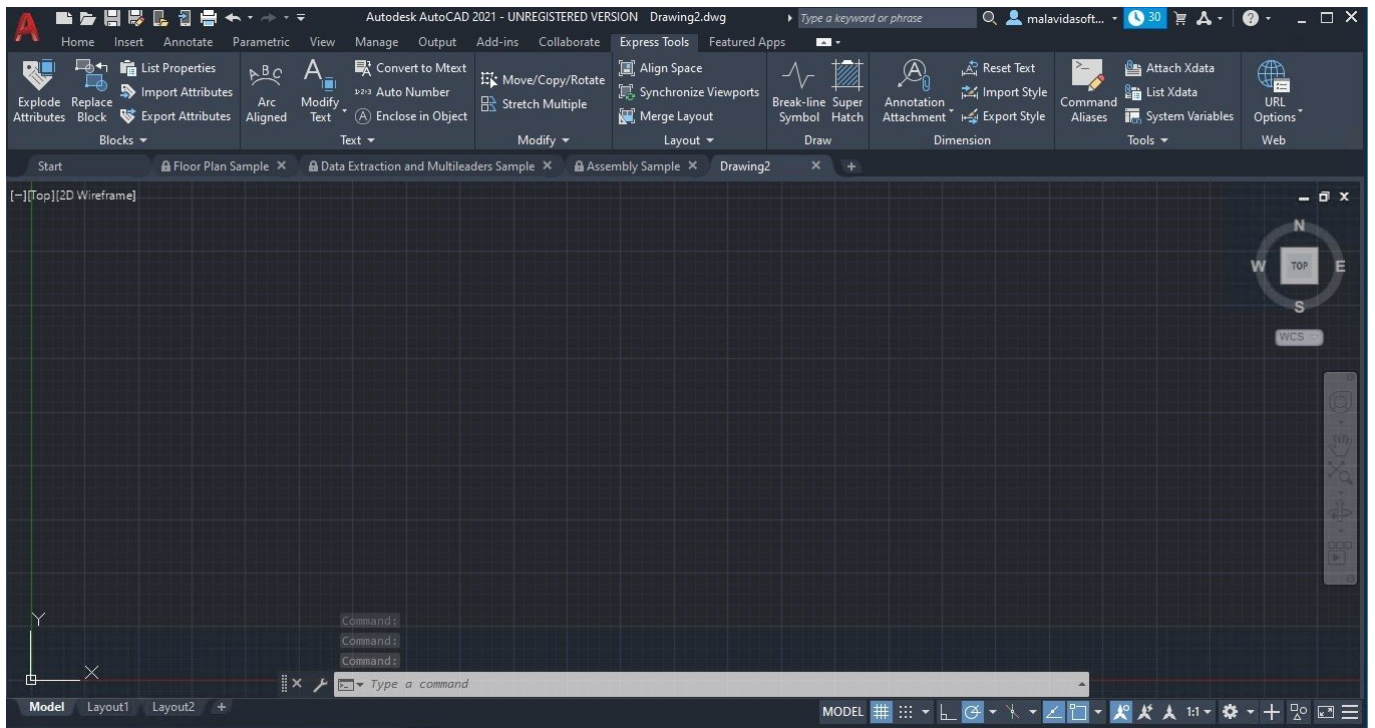 Autodesk AutoCAD 2021 - UNREGISTERED VERSION Drawing2.dwg Type a keyword or phrase malavidasoft... 30
Home Insert Annotate Parametric View Manage Output Add-ins Collaborate Express Tools Featured Apps
Explode Attributes
Replace Block
List Properties
Import Attributes
Export Attributes
Blocks
Arc Aligned
Modify Text
Convert to Mtext
Auto Number
Enclose in Object
Text
Move/Copy/Rotate
Stretch Multiple
Modify
Align Space
Synchronize Viewports
Merge Layout
Layout
Break-line Symbol
Super Hatch
Draw
Annotation Attachment
Reset Text
Import Style
Export Style
Dimension
Command Aliases
Attach Xdata
List Xdata
System Variables
Tools
URL Options
Web
Start Floor Plan Sample Data Extraction and Multileaders Sample Assembly Sample Drawing2
[-][Top][2D Wireframe]
N
W TOP E
S
WCS
Y
X
Command:
Command:
Command:
Type a command
Model Layout1 Layout2 +
MODEL 1:1